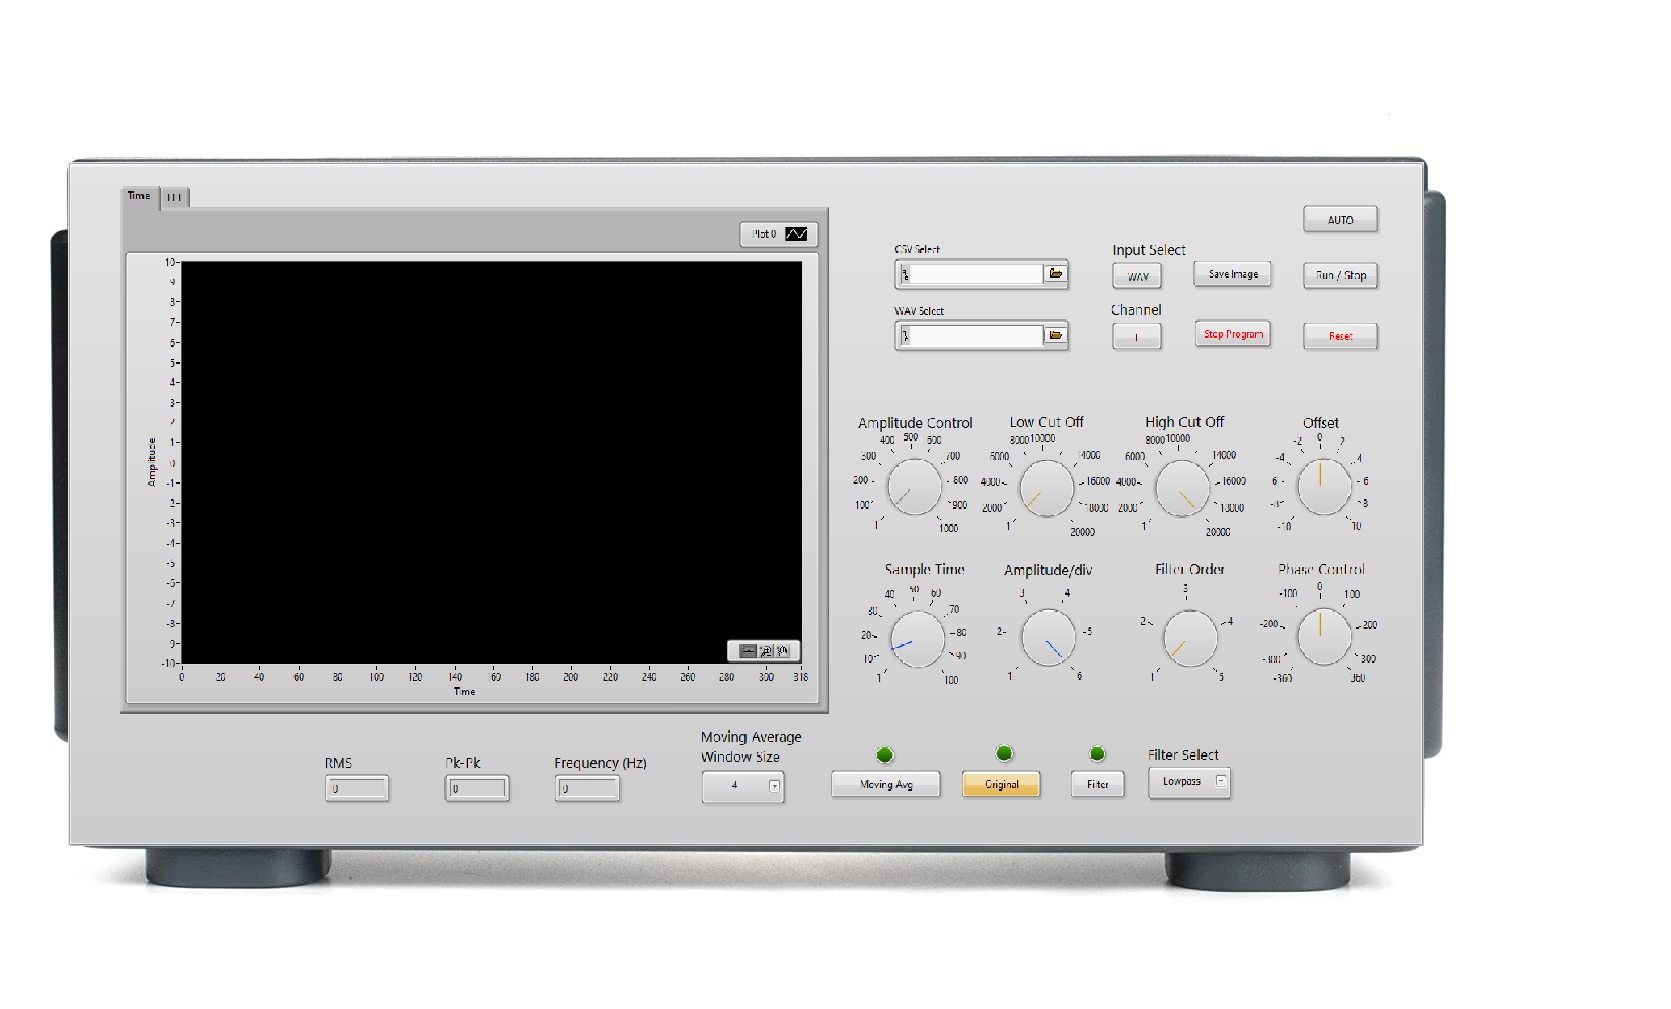 Time
Plot 0
AUTO
CSV Select
Input Select
WAV
Save Image
Run / Stop
WAV Select
Channel
Stop Program
Reset
10
9
8
7
6
5
4
3
2
1
0
-1
-2
-3
-4
-5
-6
-7
-8
-10
Amplitude
0 20 40 60 80 100 120 140 160 180 200 220 240 260 280 300 318
Time
Amplitude Control
1 100 200 300 400 500 600 700 800 900 1000
Low Cut Off
1 2000 4000 6000 8000 10000 14000 16000 18000 20000
High Cut Off
1 2000 4000 6000 8000 10000 14000 16000 18000 20000
Offset
-10 -8 6 -4 -2 0 2 4 6 8 10
Sample Time
1 10 20 30 40 50 60 70 80 90 100
Amplitude/div
1 2 3 4 5 6
Filter Order
1 2 3 4 5
Phase Control
-360 -300 -200 -100 0 100 200 300 360
RMS
0
Pk-Pk
0
Frequency (Hz)
0
Moving Average
Window Size
4
Moving Avg
Original
Filter
Filter Select
Lowpass